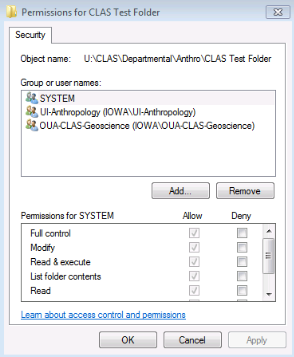 Permissions for CLAS Test Folder
Security
Object name: U:\CLAS\Departmental\Anthro\CLAS Test Folder
Group or user names:
SYSTEM
UI-Anthropology (IOWA\UI-Anthropology)
OUA-CLAS-Geoscience (IOWA\OUA-CLAS-Geoscience)
Add... Remove
Permissions for SYSTEM Allow Deny
Full control
Modify
Read & execute
List folder contents
Read
Learn about access control and permissions
OK Cancel Apply